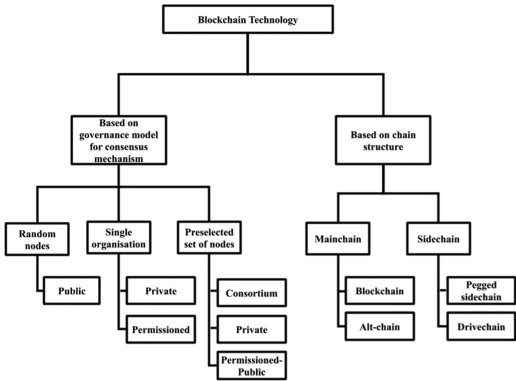 Blockchain Technology
Based on
governance model
for consensus
mechanism
Based on chain
structure
Random
nodes
Single
organisation
Preselected
set of nodes
Mainchain
Sidechain
Public
Private
Permissioned
Consortium
Private
Permissioned-
Public
Blockchain
Alt-chain
Pegged
sidechain
Drivechain